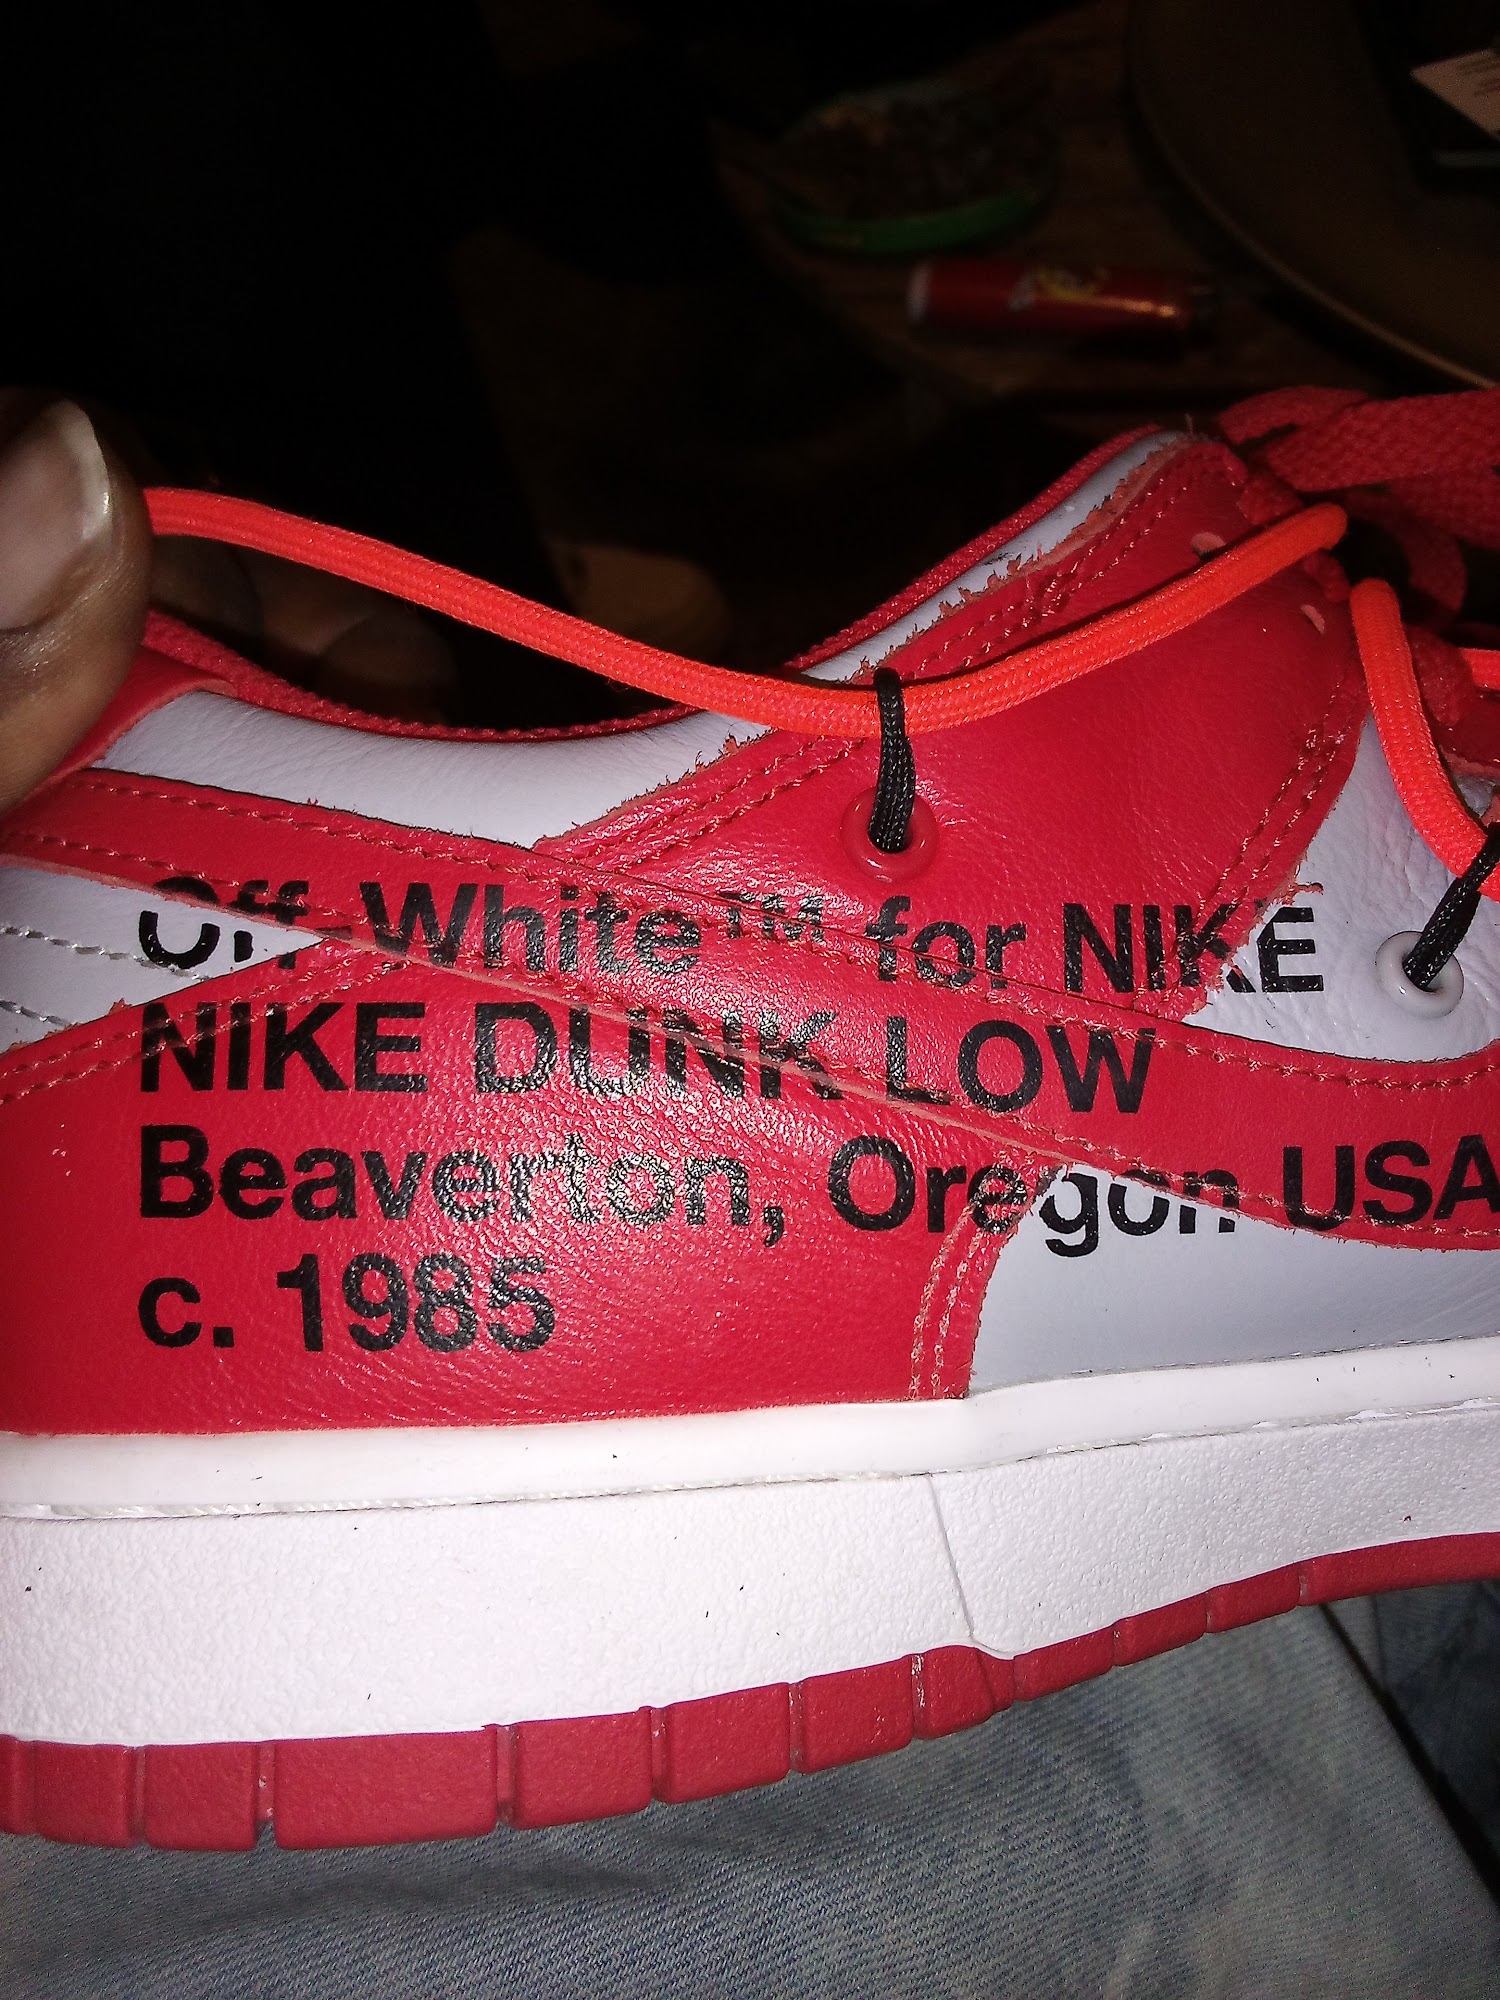 Off-White™ for NIKE
NIKE DUNK LOW
Beaverton, Oregon USA
c. 1985